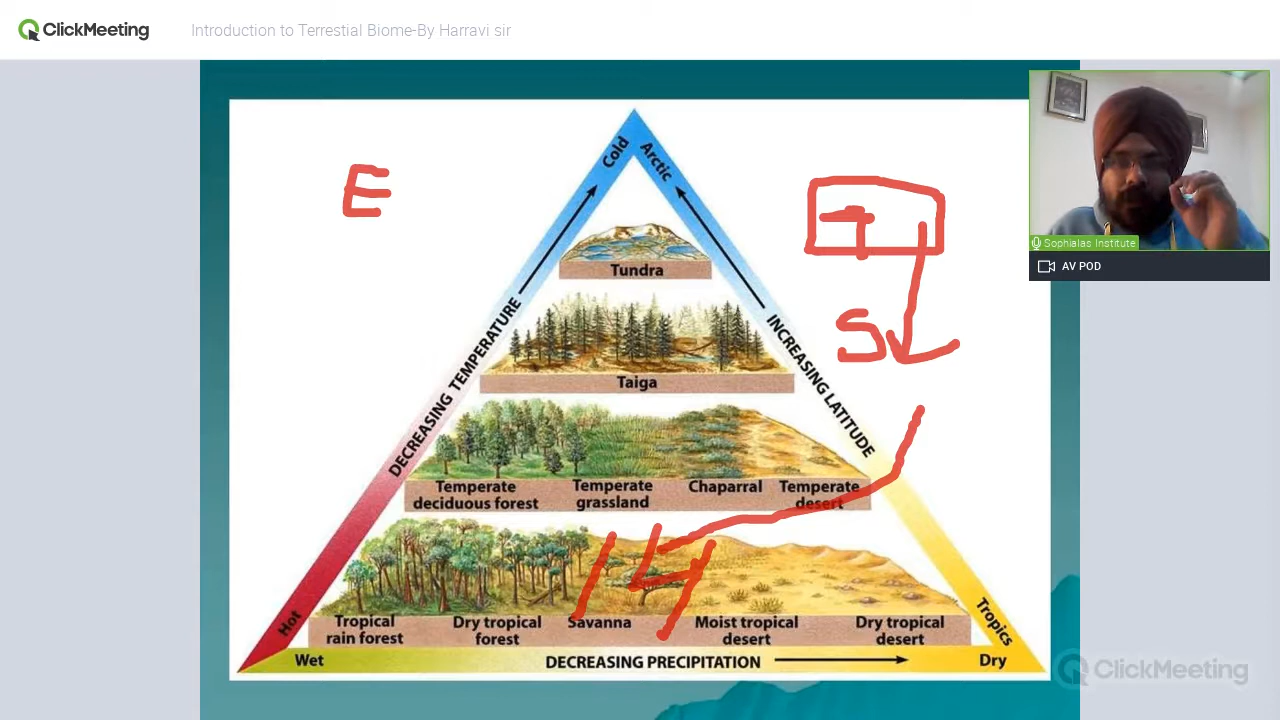 ClickMeeting
Introduction to Terrestial Biome-By Harravi sir
E
Cold
Arctic
Tundra
Sophialas Institute
AV POD
DECREASING TEMPERATURE
INCREASING LATITUDE
S
Taiga
Temperate deciduous forest
Temperate grassland
Chaparral
Temperate desert
14
Hot
Tropical rain forest
Dry tropical forest
Savanna
Moist tropical desert
Dry tropical desert
Tropics
Wet
DECREASING PRECIPITATION
Dry
ClickMeeting